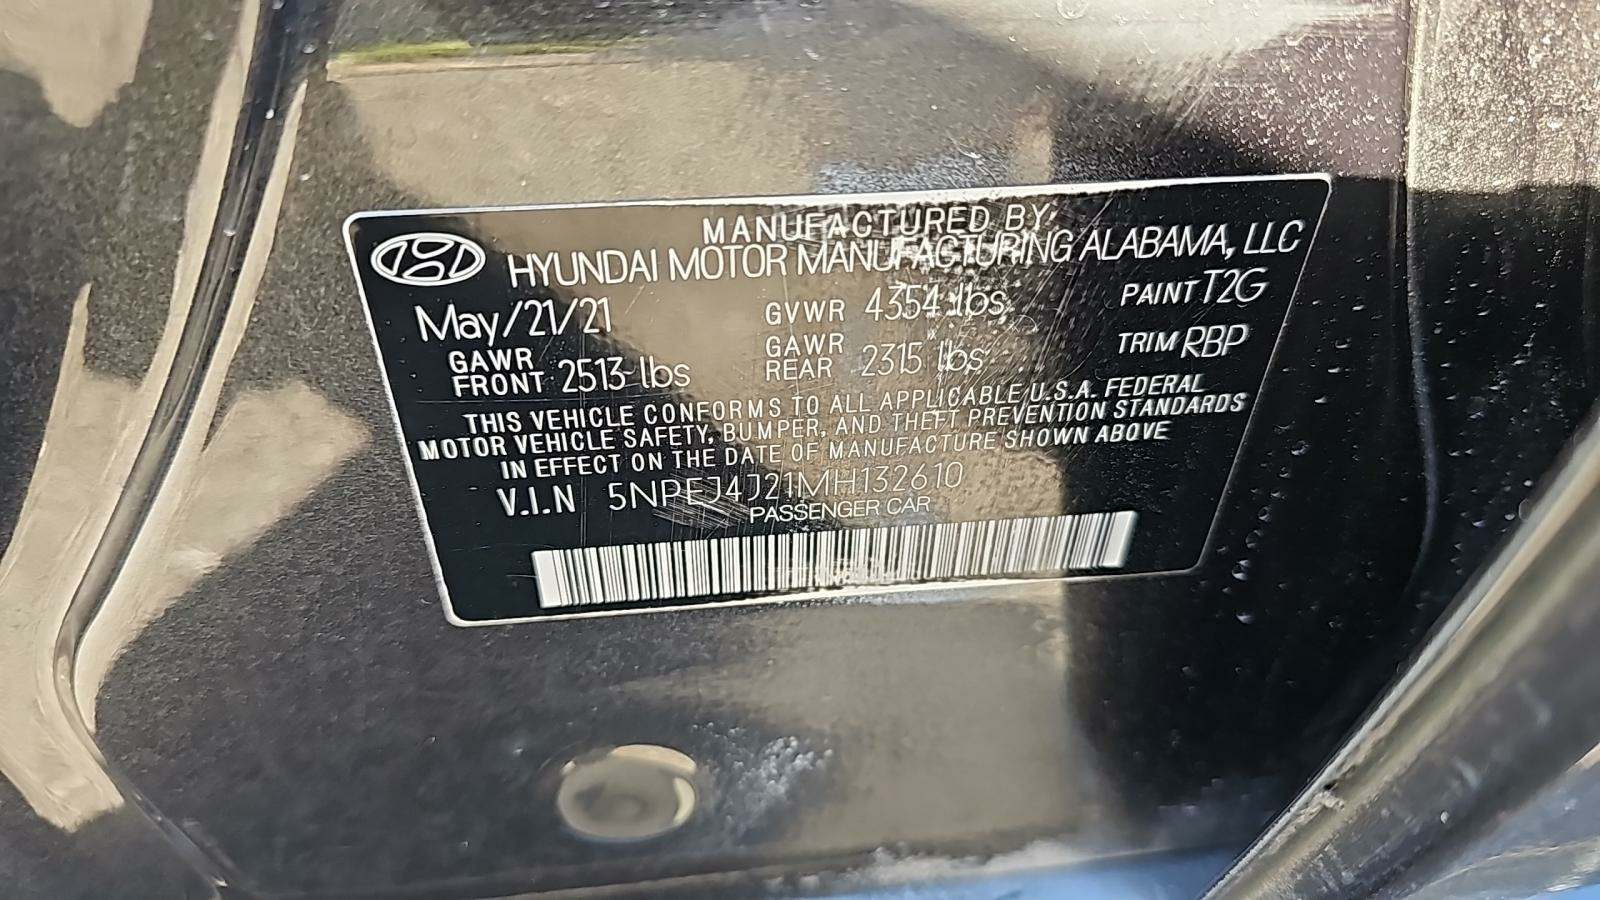 MANUFACTURED BY:
HYUNDAI MOTOR MANUFACTURING ALABAMA, LLC
May/21/21 GVWR 4354 lbs PAINT T2G
GAWR FRONT 2513 lbs GAWR REAR 2315 lbs TRIM RBP
THIS VEHICLE CONFORMS TO ALL APPLICABLE U.S.A. FEDERAL
MOTOR VEHICLE SAFETY, BUMPER, AND THEFT PREVENTION STANDARDS
IN EFFECT ON THE DATE OF MANUFACTURE SHOWN ABOVE
V.I.N 5NPEJ4J21MH132610
PASSENGER CAR